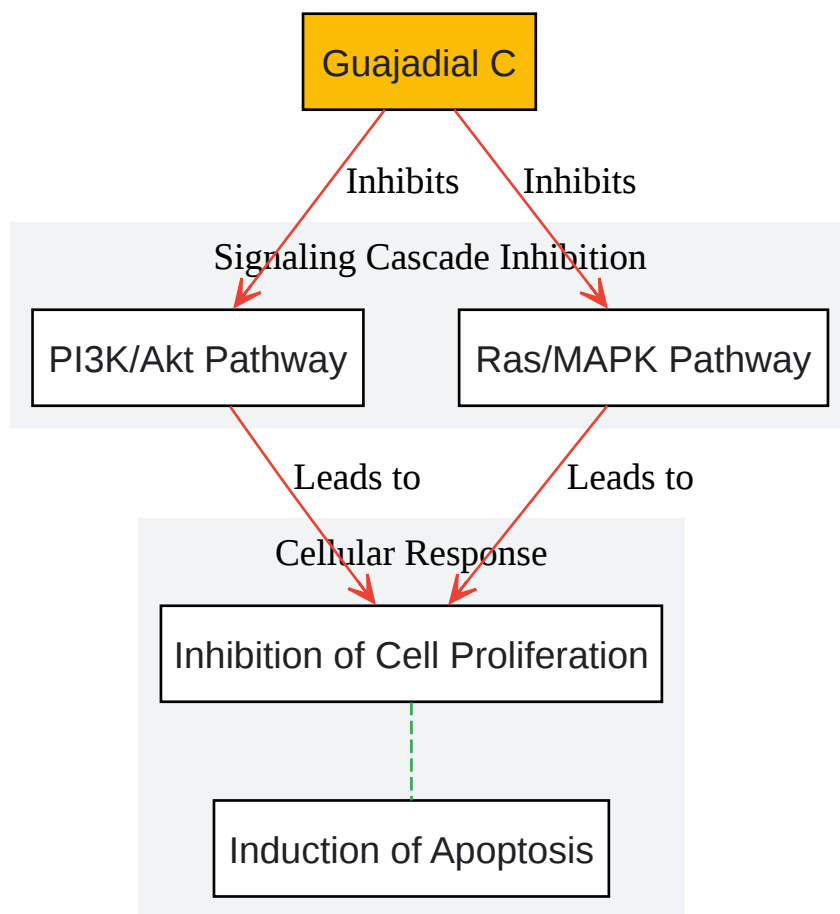 Guajadial C
Inhibits Inhibits
Signaling Cascade Inhibition
PI3K/Akt Pathway Ras/MAPK Pathway
Leads to Leads to
Cellular Response
Inhibition of Cell Proliferation
Induction of Apoptosis